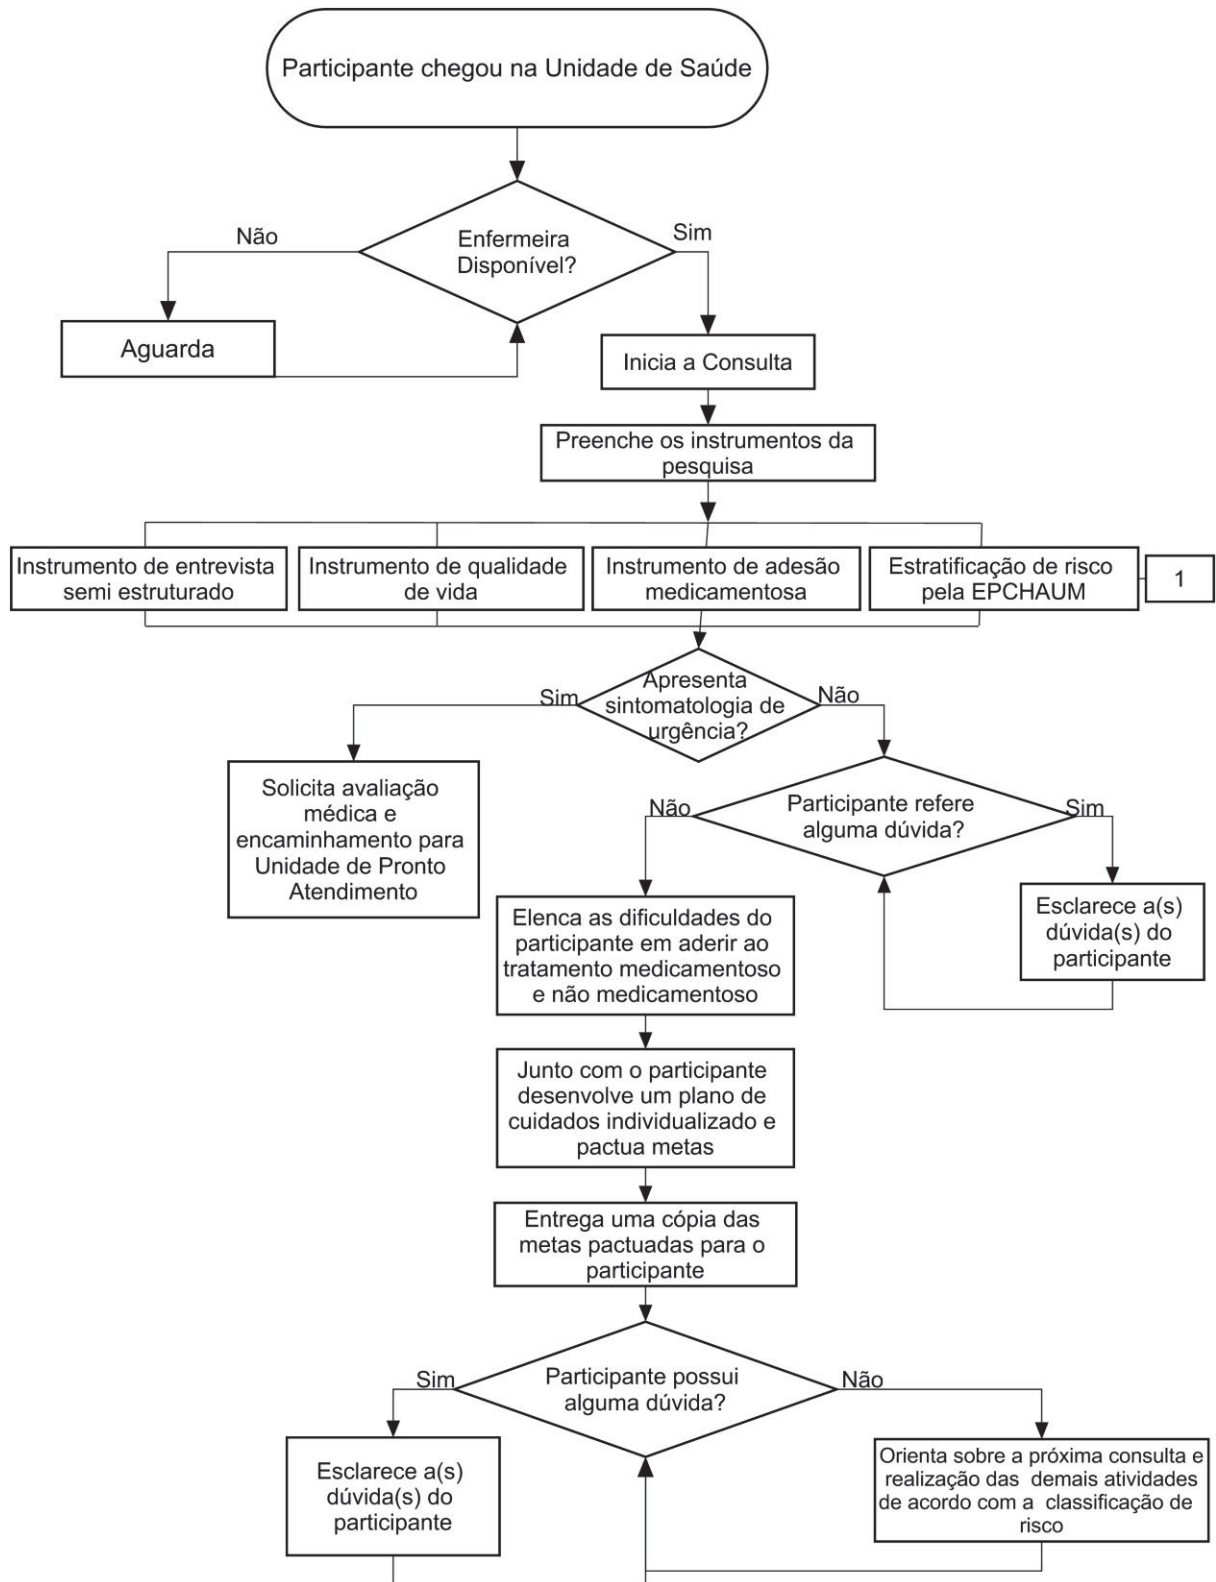 Participante chegou na Unidade de Saúde
Não
Enfermeira
Disponível?
Sim
Aguarda
Inicia a Consulta
Preenche os instrumentos da
pesquisa
Instrumento de entrevista
semi estruturado
Instrumento de qualidade
de vida
Instrumento de adesão
medicamentosa
Estratificação de risco
pela EPCHAUM
1
Sim
Apresenta
sintomatologia de
urgência?
Não
Solicita avaliação
médica e
encaminhamento para
Unidade de Pronto
Atendimento
Não
Participante refere
alguma dúvida?
Sim
Esclarece a(s)
dúvida(s) do
participante
Elenca as dificuldades do
participante em aderir ao
tratamento medicamentoso
e não medicamentoso
Junto com o participante
desenvolve um plano de
cuidados individualizado e
pactua metas
Entrega uma cópia das
metas pactuadas para o
participante
Sim
Participante possui
alguma dúvida?
Não
Esclarece a(s)
dúvida(s) do
participante
Orienta sobre a próxima consulta e
realização das demais atividades
de acordo com a classificação de
risco